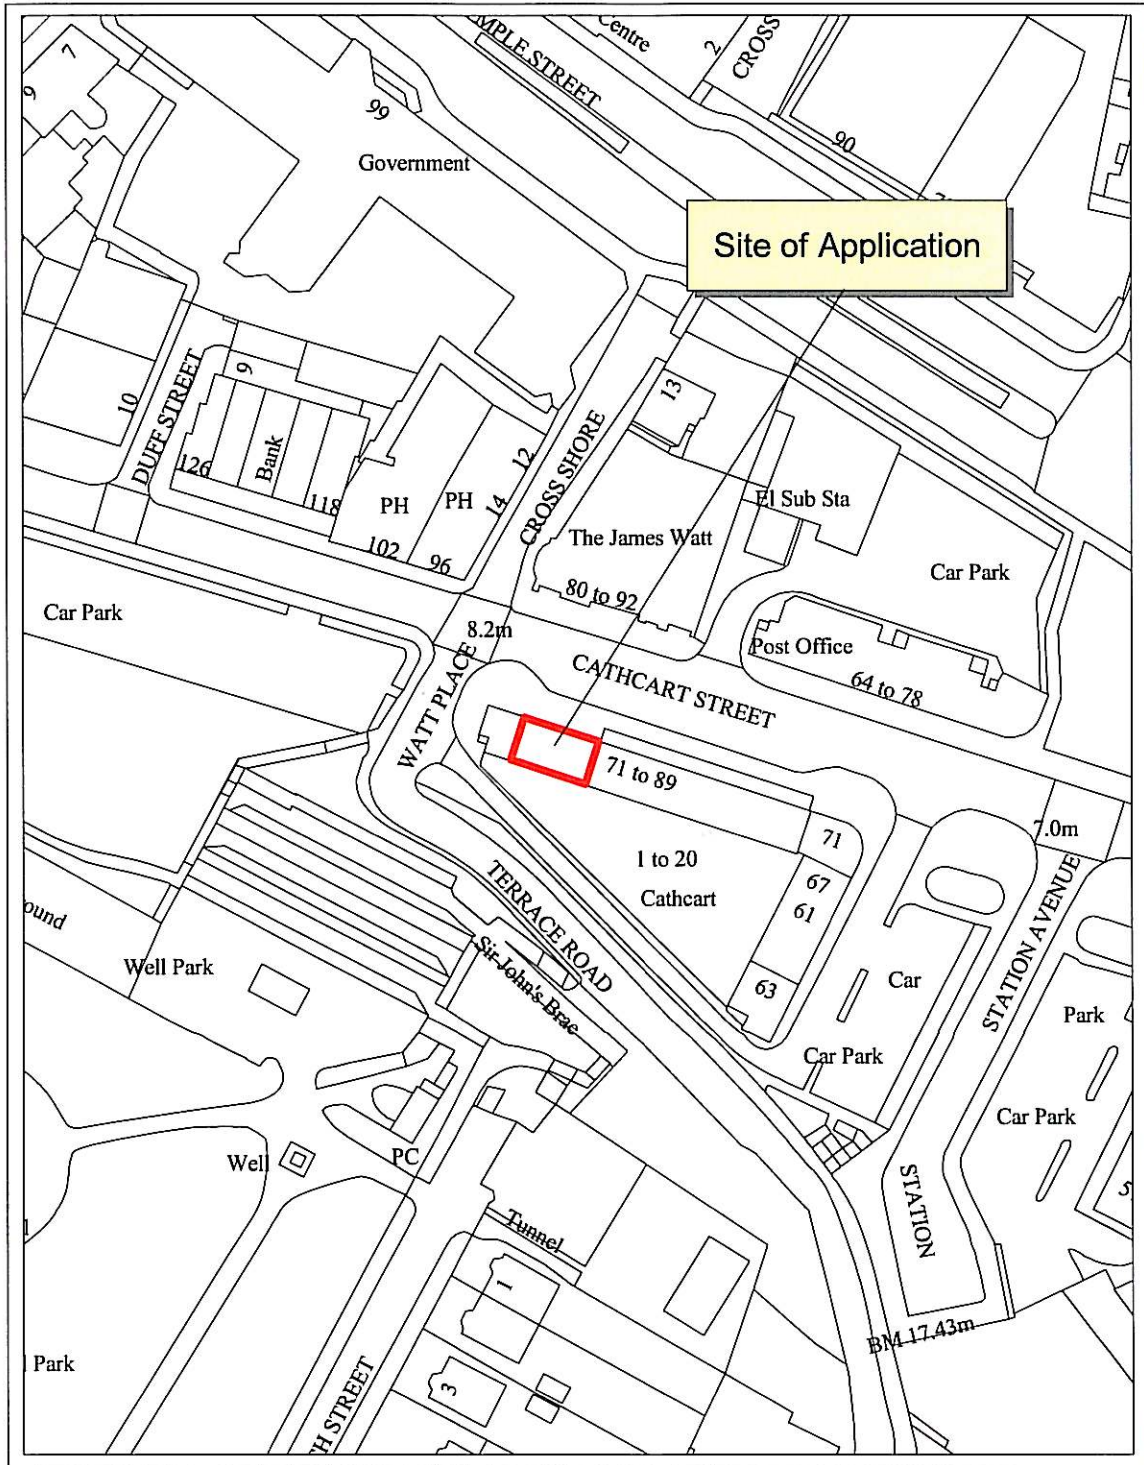 7
9
99
Government
MPLE STREET
Centre
2
CROSS
90
Site of Application
DUFF STREET
10
9
126
Bank
118
PH
PH
102
96
12
14
CROSS SHORE
13
The James Watt
80 to 92
El Sub Sta
Car Park
Post Office
64 to 78
Car Park
8.2m
WATT PLACE
CATHCART STREET
71 to 89
71
67
61
63
1 to 20
Cathcart
7.0m
STATION AVENUE
TERRACE ROAD
Sir John's Brae
ound
Well Park
Car
Car Park
Park
Car Park
Well
PC
STATION
Tunnel
1
3
5
BM 17.43m
Park
TH STREET